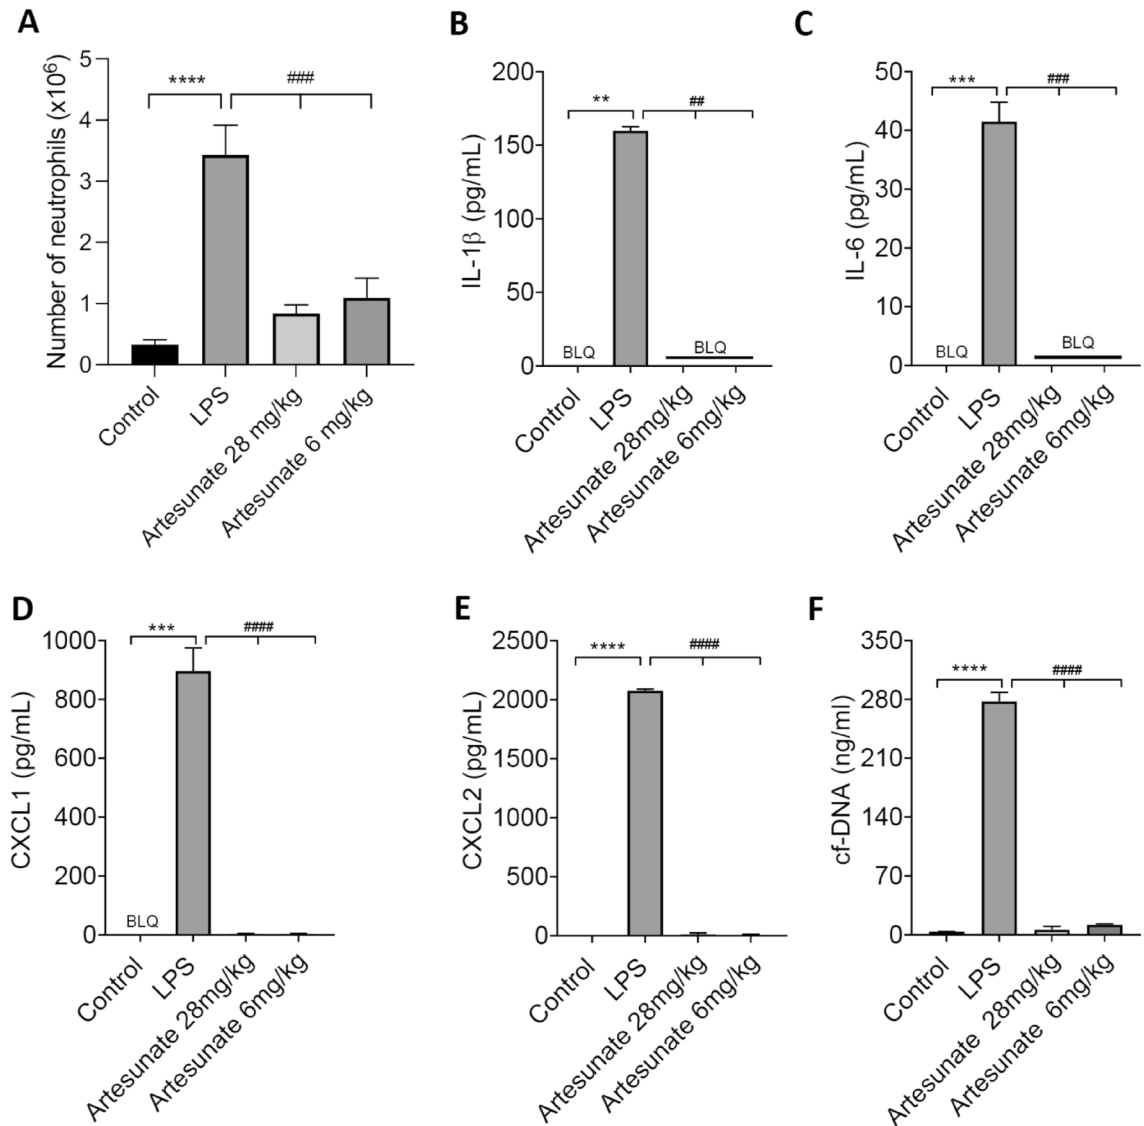 A
Number of neutrophils (x10⁶)
5
4
3
2
1
0
****
###
Control
LPS
Artesunate 28 mg/kg
Artesunate 6 mg/kg
B
IL-1β (pg/mL)
200
150
100
50
0
**
##
BLQ
BLQ
Control
LPS
Artesunate 28mg/kg
Artesunate 6mg/kg
C
IL-6 (pg/mL)
50
40
30
20
10
0
***
###
BLQ
BLQ
Control
LPS
Artesunate 28mg/kg
Artesunate 6mg/kg
D
CXCL1 (pg/mL)
1000
800
600
400
200
0
***
####
BLQ
Control
LPS
Artesunate 28mg/kg
Artesunate 6mg/kg
E
CXCL2 (pg/mL)
2500
2000
1500
1000
500
0
****
####
Control
LPS
Artesunate 28mg/kg
Artesunate 6mg/kg
F
cf-DNA (ng/ml)
350
280
210
140
70
0
****
####
Control
LPS
Artesunate 28mg/kg
Artesunate 6mg/kg